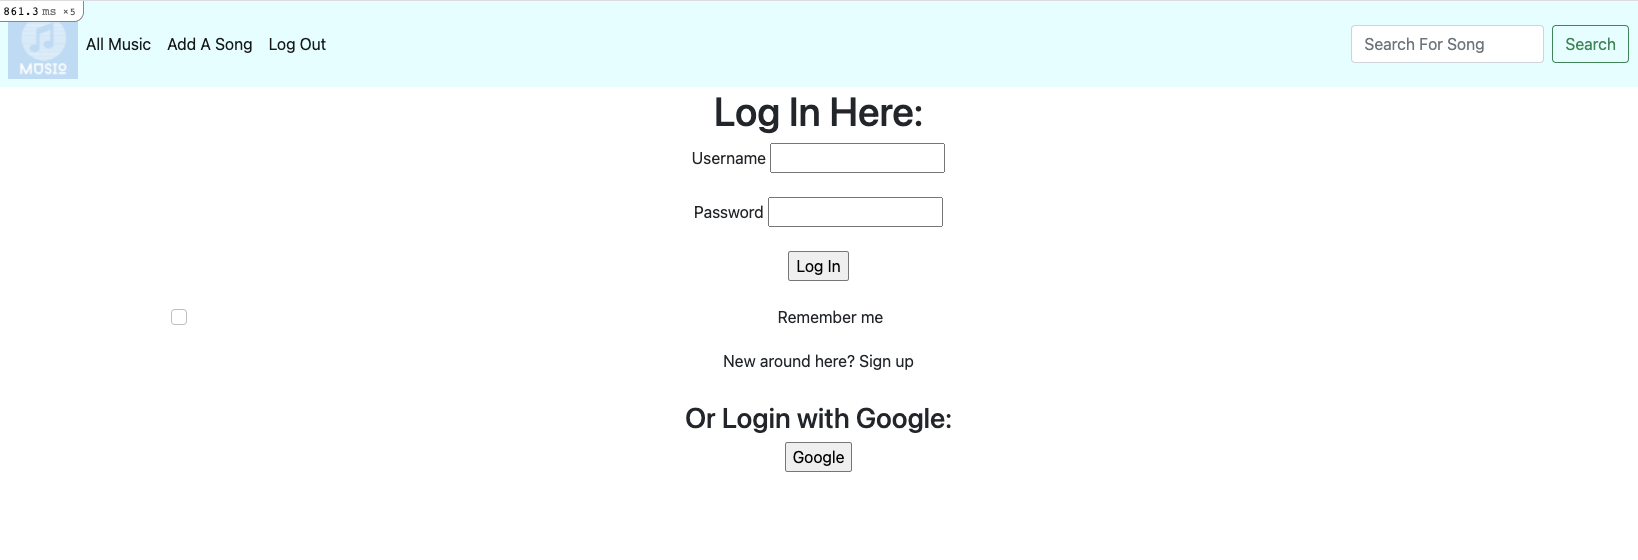 861.3 ms ×5
MUSIQ
All Music Add A Song Log Out Search For Song Search
Log In Here:
Username
Password
Log In
Remember me
New around here? Sign up
Or Login with Google:
Google